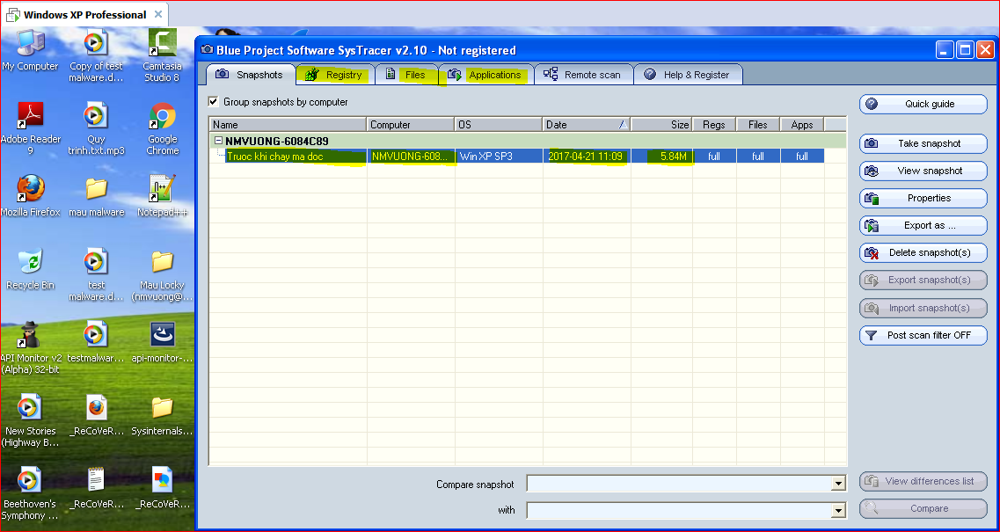 Windows XP Professional
My Computer
Copy of test malware.d...
Camtasia Studio 8
Adobe Reader 9
Quy trinh.txt.mp3
Google Chrome
Mozilla Firefox
mau malware
Notepad++
Recycle Bin
test malware.d...
Mau Locky (nmvuong@...
API Monitor v2 (Alpha) 32-bit
testmalwar...
api-monitor-...
New Stories (Highway B...
_ReCoVeR...
Sysinternals...
Beethoven's Symphony ...
_ReCoVeR...
_ReCoVeR...
Blue Project Software SysTracer v2.10 - Not registered
Snapshots
Registry
Files
Applications
Remote scan
Help & Register
Group snapshots by computer
Name Computer OS Date Size Regs Files Apps
NMVUONG-6084C89
Truoc khi chay ma doc NMVUONG-608... Win XP SP3 2017-04-21 11:09 5.84M full full full
Quick guide
Take snapshot
View snapshot
Properties
Export as ...
Delete snapshot(s)
Export snapshot(s)
Import snapshot(s)
Post scan filter OFF
Compare snapshot
with
View differences list
Compare